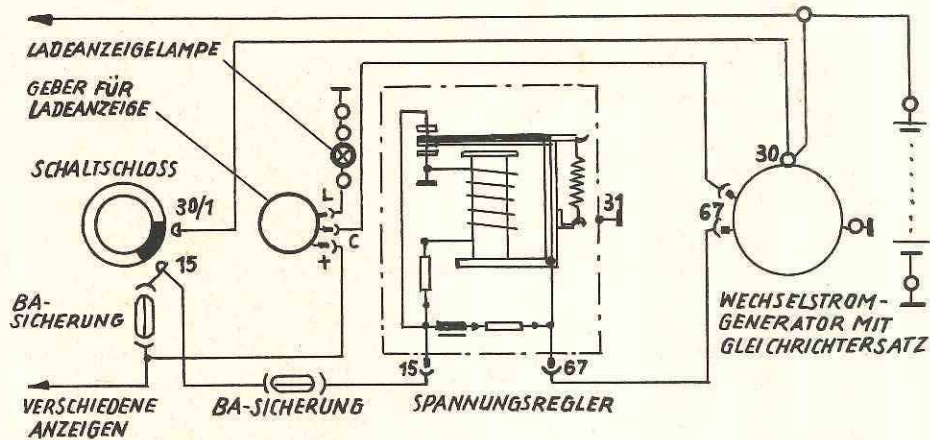 LADEANZEIGELAMPE
GEBER FÜR
LADEANZEIGE
SCHALTSCHLOSS
30/1
15
BA-
SICHERUNG
VERSCHIEDENE
ANZEIGEN
BA-SICHERUNG
r
C
+
31
15
67
SPANNUNGSREGLER
30
67
WECHSELSTROM-
GENERATOR MIT
GLEICHRICHTERSATZ